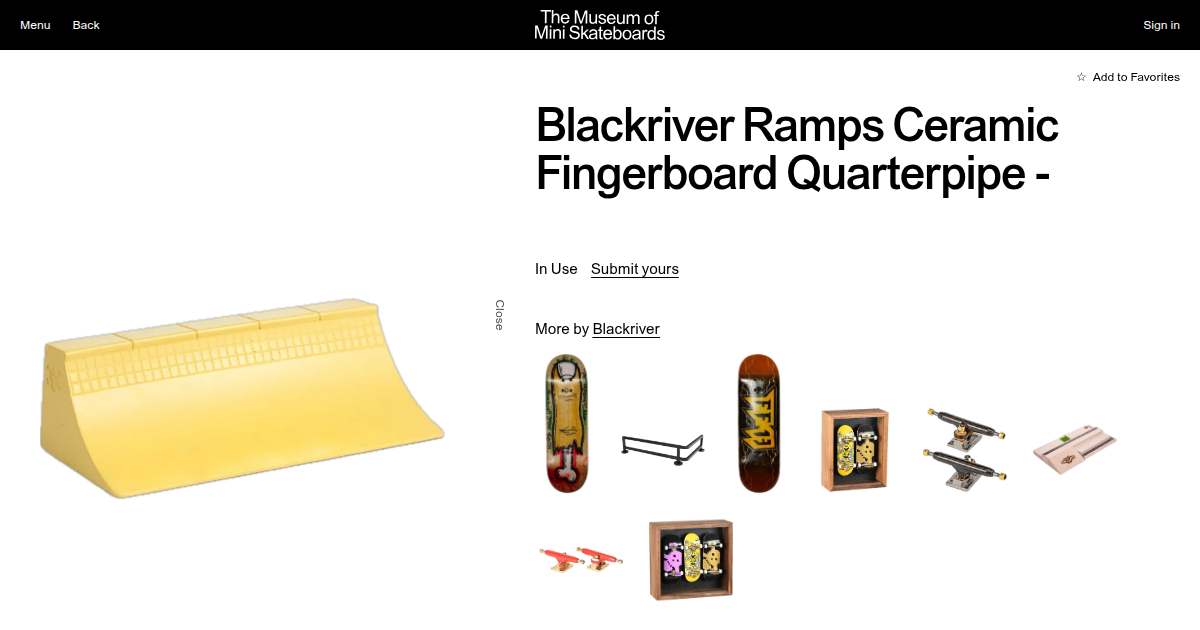 Menu
Back
The Museum of
Mini Skateboards
Sign in
☆ Add to Favorites
Blackriver Ramps Ceramic
Fingerboard Quarterpipe -
In Use
Submit yours
Close
More by Blackriver